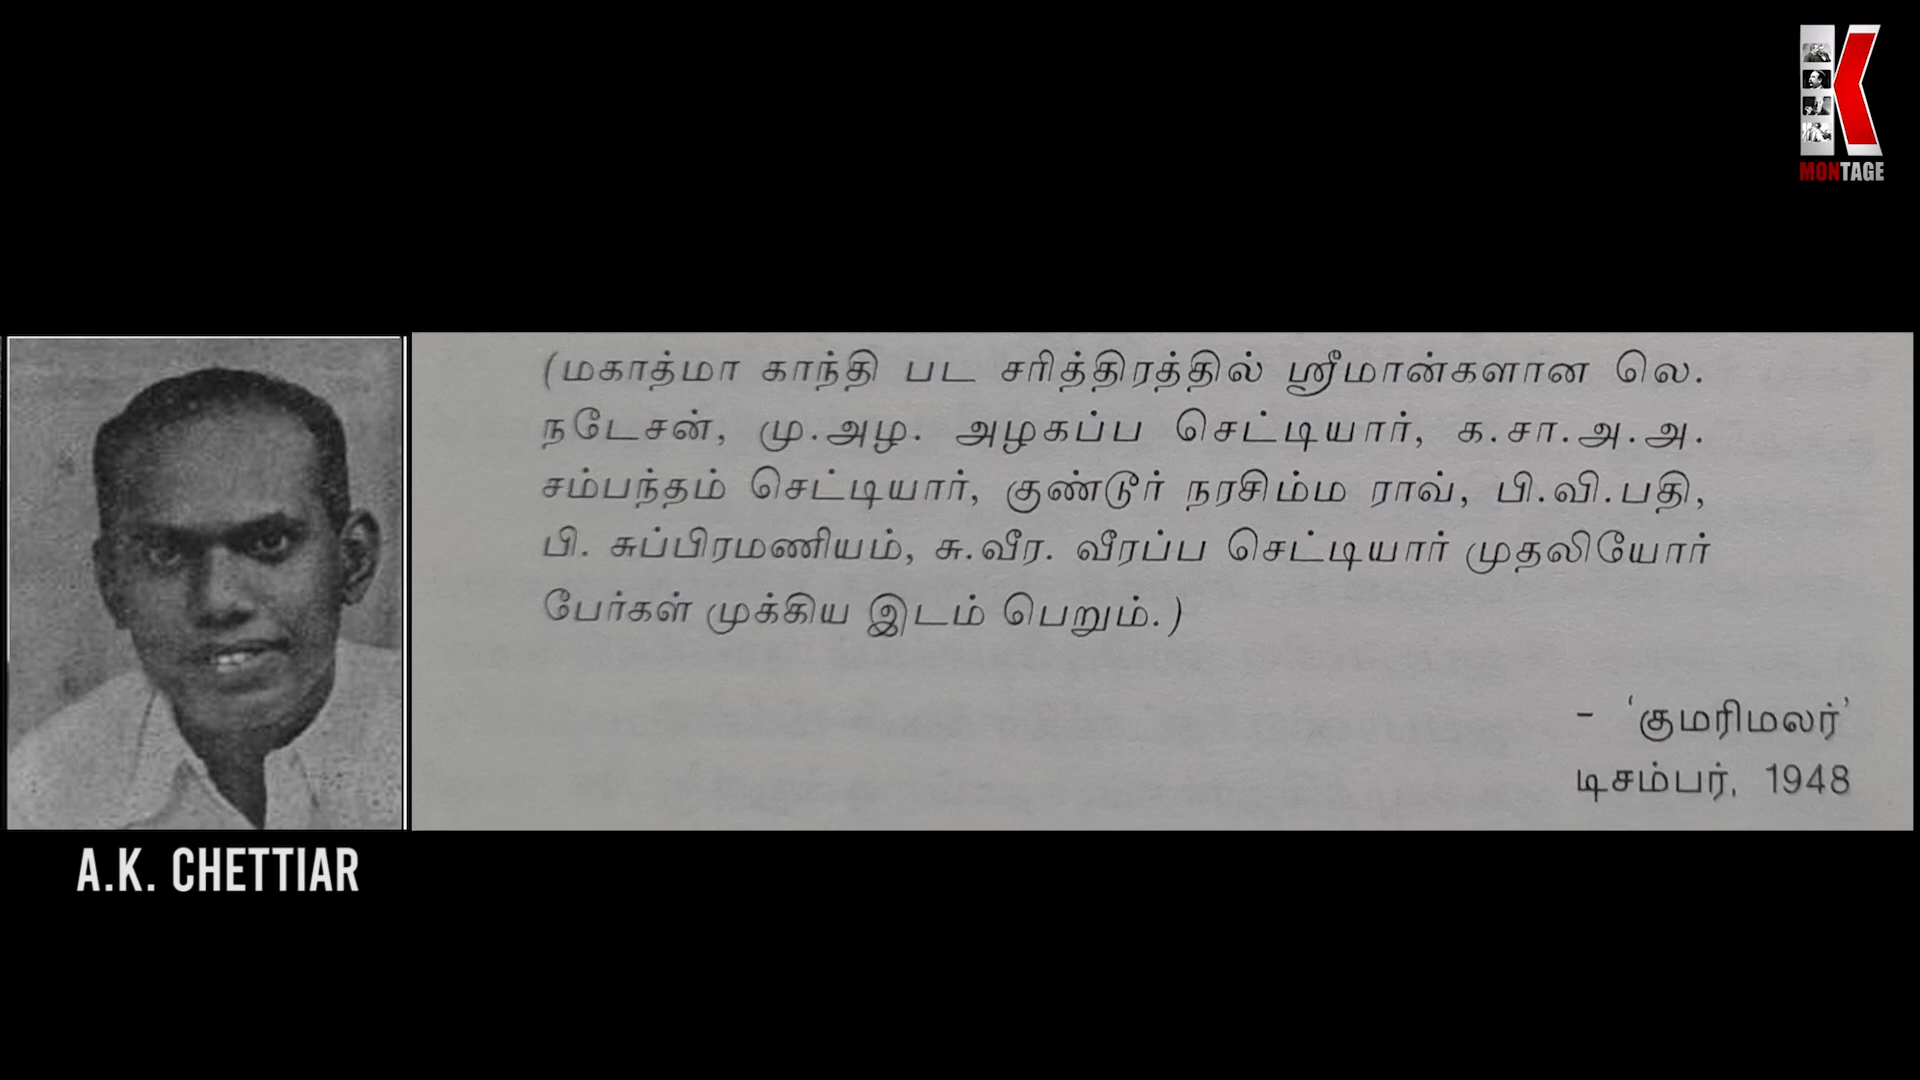 K
MONTAGE
(மகாத்மா காந்தி பட சரித்திரத்தில் ஸ்ரீமான்களான லெ.
நடேசன், மு.அழ. அழகப்ப செட்டியார், க.சா.அ.அ.
சம்பந்தம் செட்டியார், குண்டூர் நரசிம்ம ராவ், பி.வி.பதி,
பி. சுப்பிரமணியம், சு.வீர. வீரப்ப செட்டியார் முதலியோர்
பேர்கள் முக்கிய இடம் பெறும்.)
- 'குமரிமலர்'
டிசம்பர், 1948
A.K. CHETTIAR